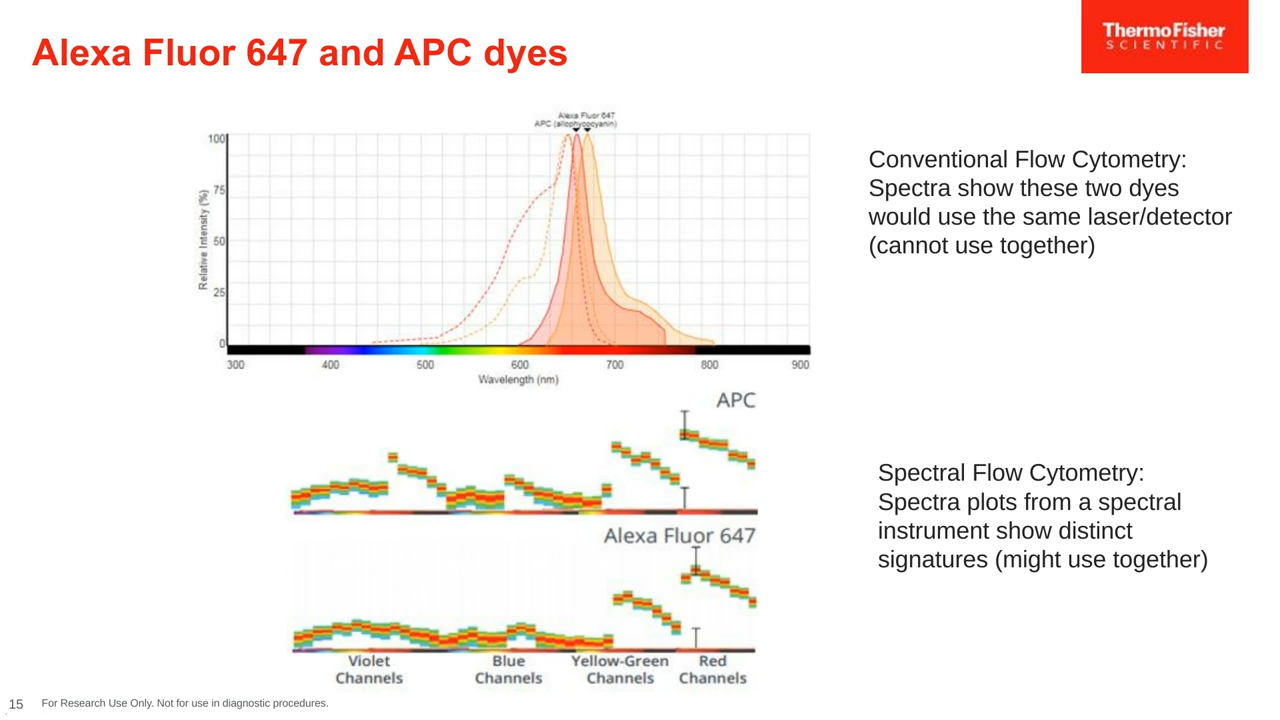 Alexa Fluor 647 and APC dyes
ThermoFisher
SCIENTIFIC
Alexa Fluor 647
APC (allophycocyanin)
100
75
50
25
0
Relative Intensity (%)
300 400 500 600 700 800 900
Wavelength (nm)
Conventional Flow Cytometry:
Spectra show these two dyes
would use the same laser/detector
(cannot use together)
APC
Alexa Fluor 647
Violet
Channels
Blue
Channels
Yellow-Green
Channels
Red
Channels
Spectral Flow Cytometry:
Spectra plots from a spectral
instrument show distinct
signatures (might use together)
15 For Research Use Only. Not for use in diagnostic procedures.